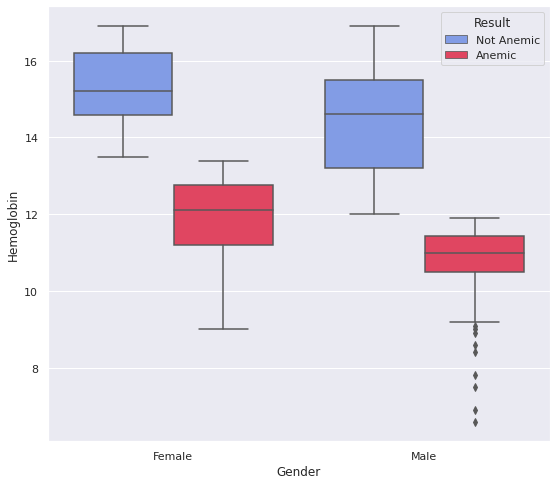 Result
Not Anemic
Anemic
16
14
12
10
8
Hemoglobin
Female
Male
Gender